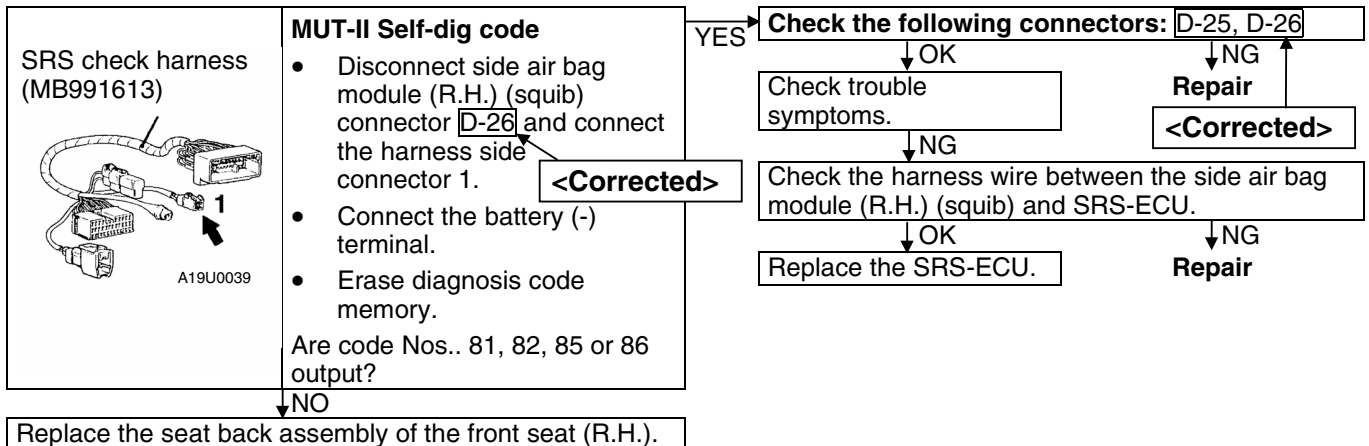 SRS check harness
(MB991613)
1
A19U0039
MUT-II Self-dig code
• Disconnect side air bag
module (R.H.) (squib)
connector D-26 and connect
the harness side
connector 1.
<Corrected>
• Connect the battery (-)
terminal.
• Erase diagnosis code
memory.
Are code Nos.. 81, 82, 85 or 86
output?
NO
Replace the seat back assembly of the front seat (R.H.).
YES
Check the following connectors: D-25, D-26
OK
NG
Check trouble
symptoms.
Repair
<Corrected>
NG
Check the harness wire between the side air bag
module (R.H.) (squib) and SRS-ECU.
OK
NG
Replace the SRS-ECU.
Repair